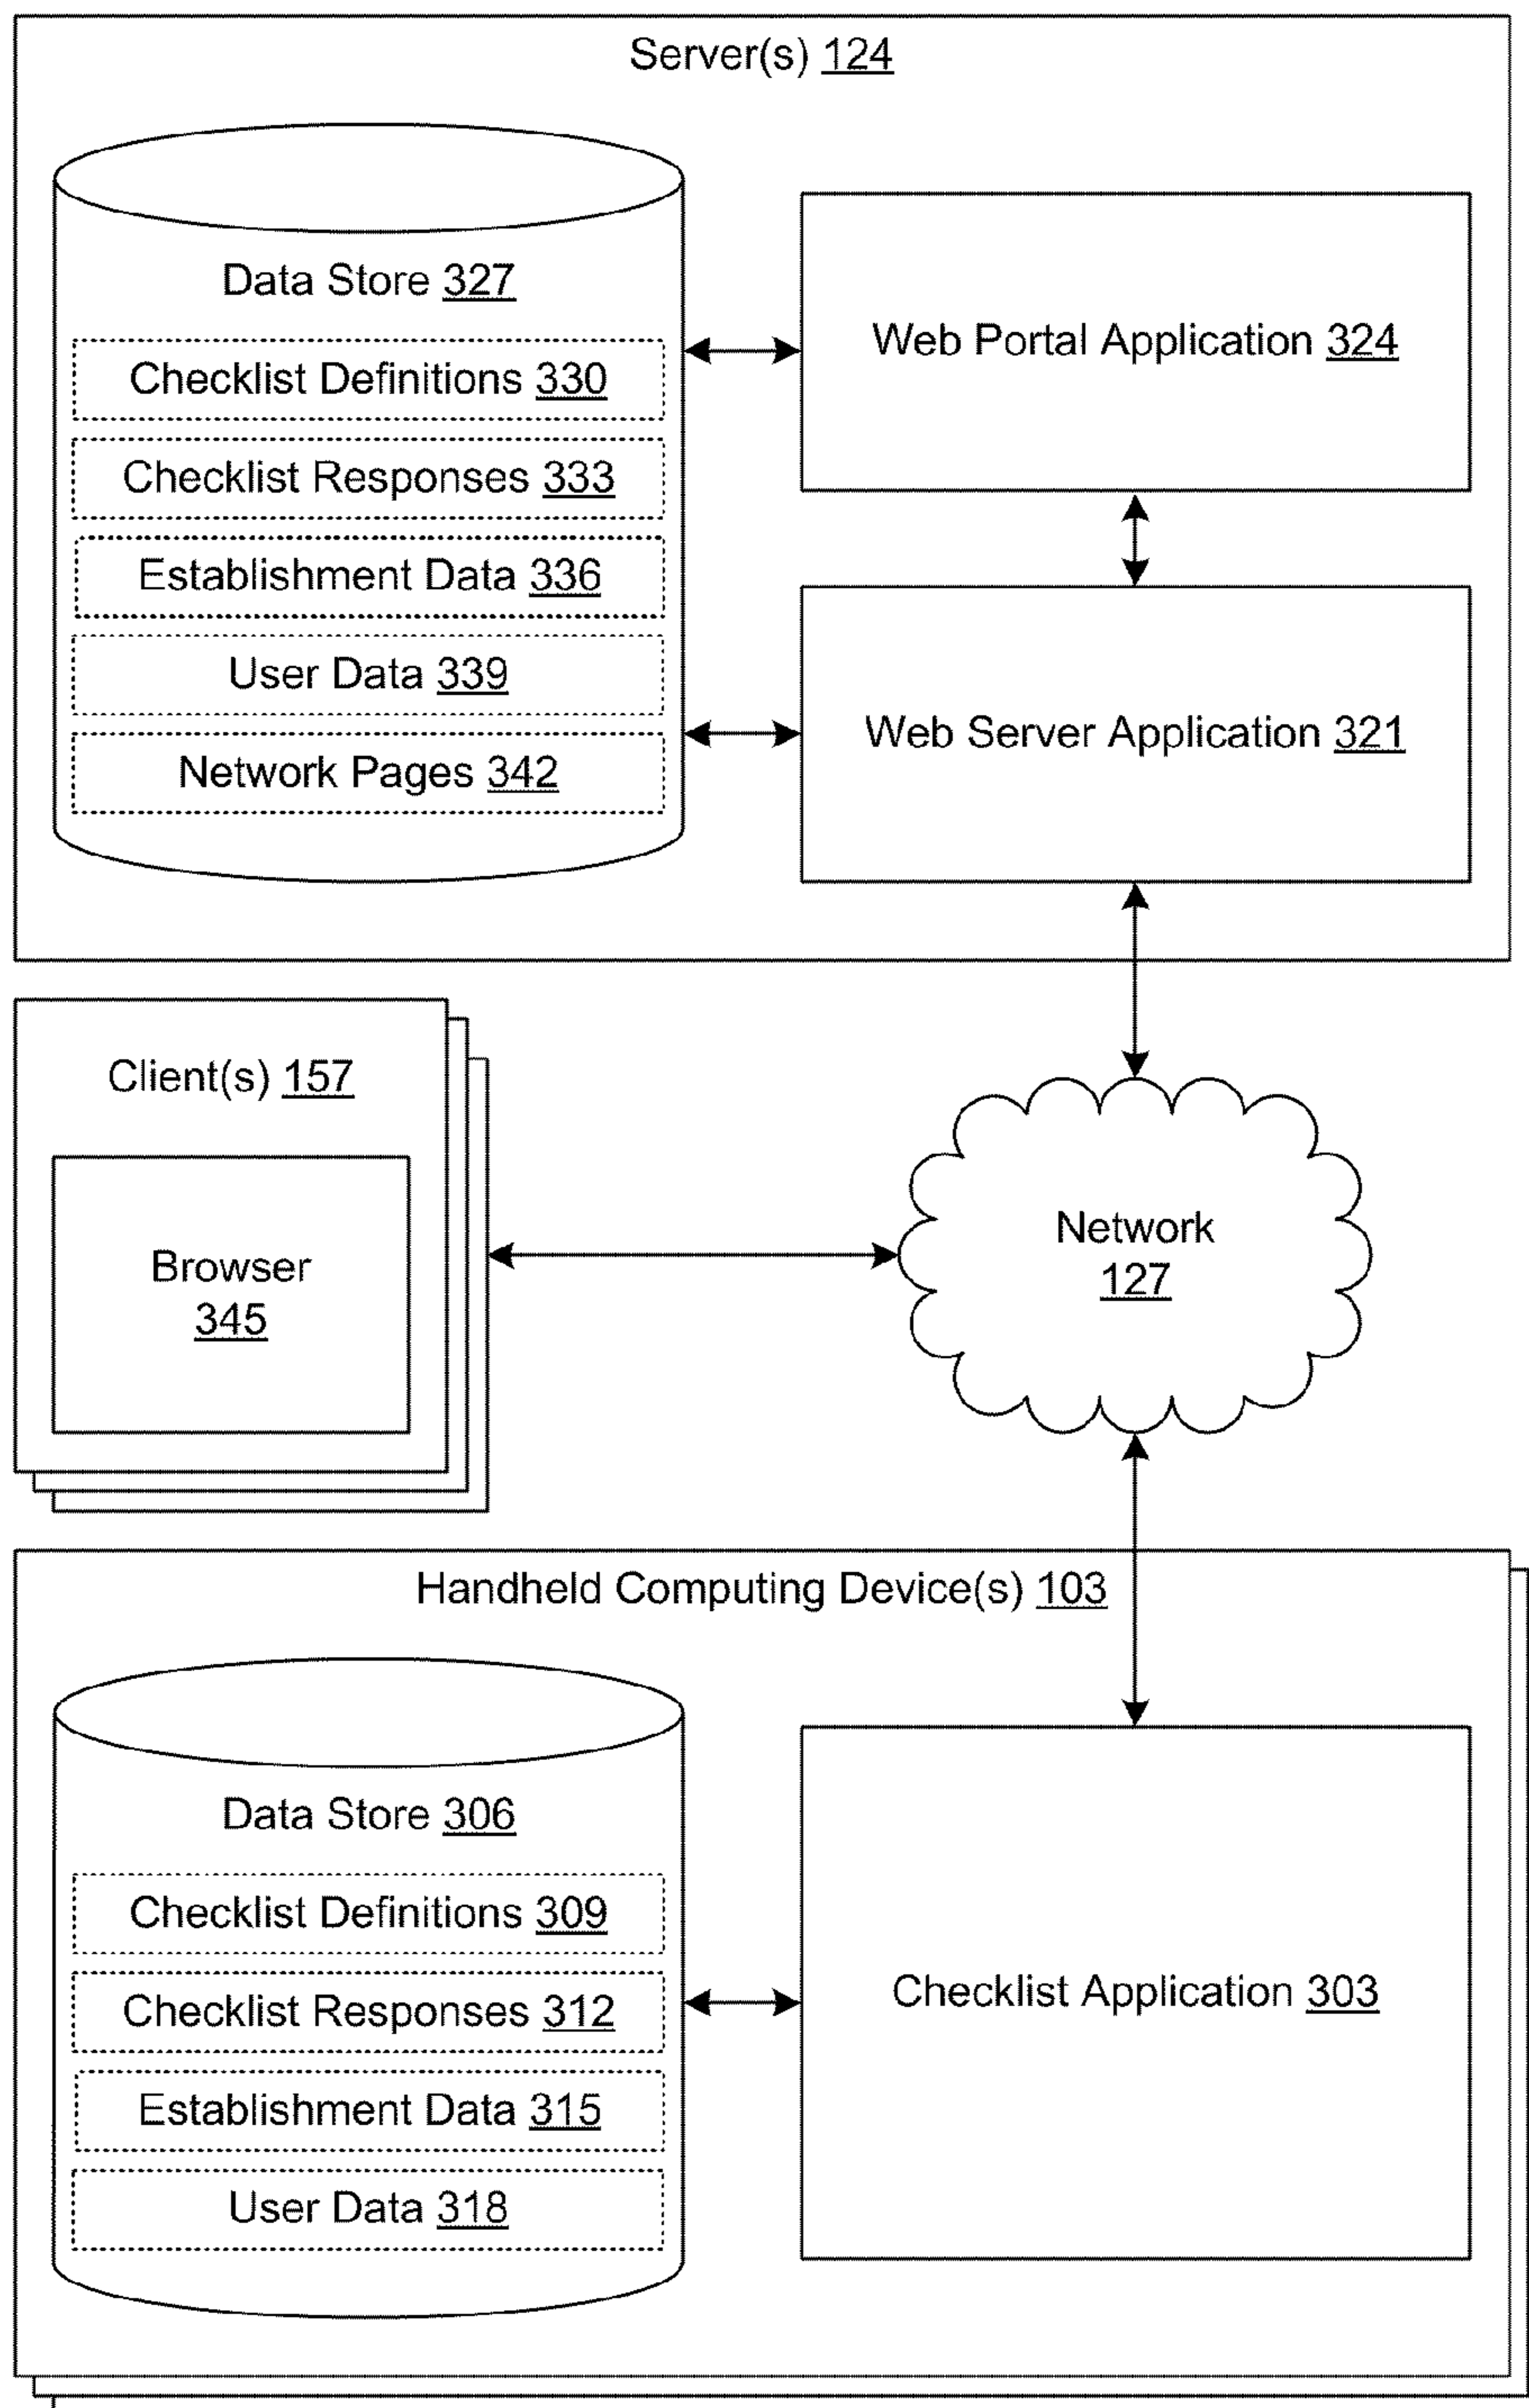 Server(s) 124
Data Store 327
Checklist Definitions 330
Checklist Responses 333
Establishment Data 336
User Data 339
Network Pages 342
Web Portal Application 324
Web Server Application 321
Client(s) 157
Browser
345
Network
127
Handheld Computing Device(s) 103
Data Store 306
Checklist Definitions 309
Checklist Responses 312
Establishment Data 315
User Data 318
Checklist Application 303